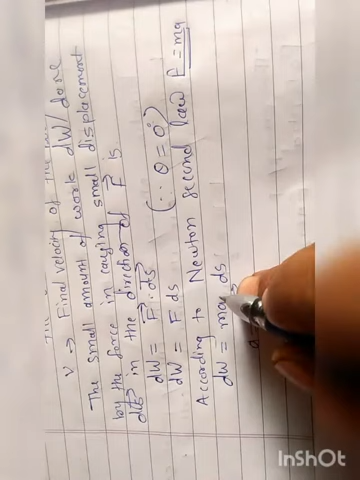 V → Final velocity of the
The small amount of work dW done
by the force in causing small displacement
ds in the direction of F is
dW = F⃗ . ds⃗
dW = F ds (∵ θ = 0°)
According to Newton second law F = ma
dW = ma ds
InShot